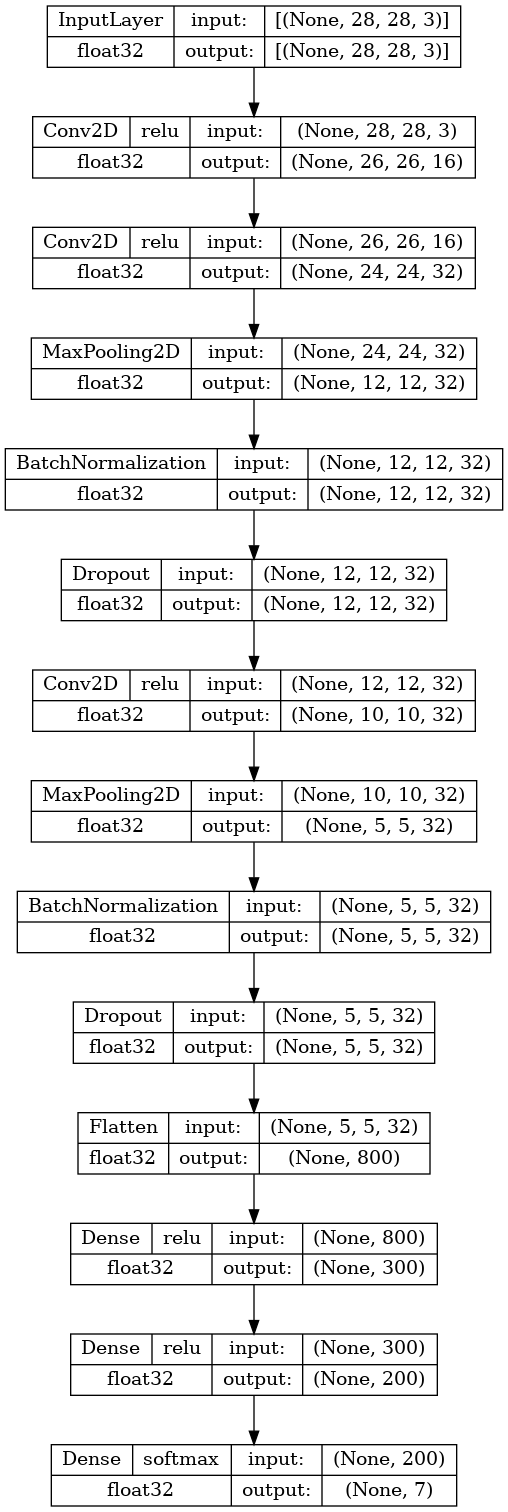 InputLayer input: [(None, 28, 28, 3)]
float32 output: [(None, 28, 28, 3)]
Conv2D relu input: (None, 28, 28, 3)
float32 output: (None, 26, 26, 16)
Conv2D relu input: (None, 26, 26, 16)
float32 output: (None, 24, 24, 32)
MaxPooling2D input: (None, 24, 24, 32)
float32 output: (None, 12, 12, 32)
BatchNormalization input: (None, 12, 12, 32)
float32 output: (None, 12, 12, 32)
Dropout input: (None, 12, 12, 32)
float32 output: (None, 12, 12, 32)
Conv2D relu input: (None, 12, 12, 32)
float32 output: (None, 10, 10, 32)
MaxPooling2D input: (None, 10, 10, 32)
float32 output: (None, 5, 5, 32)
BatchNormalization input: (None, 5, 5, 32)
float32 output: (None, 5, 5, 32)
Dropout input: (None, 5, 5, 32)
float32 output: (None, 5, 5, 32)
Flatten input: (None, 5, 5, 32)
float32 output: (None, 800)
Dense relu input: (None, 800)
float32 output: (None, 300)
Dense relu input: (None, 300)
float32 output: (None, 200)
Dense softmax input: (None, 200)
float32 output: (None, 7)